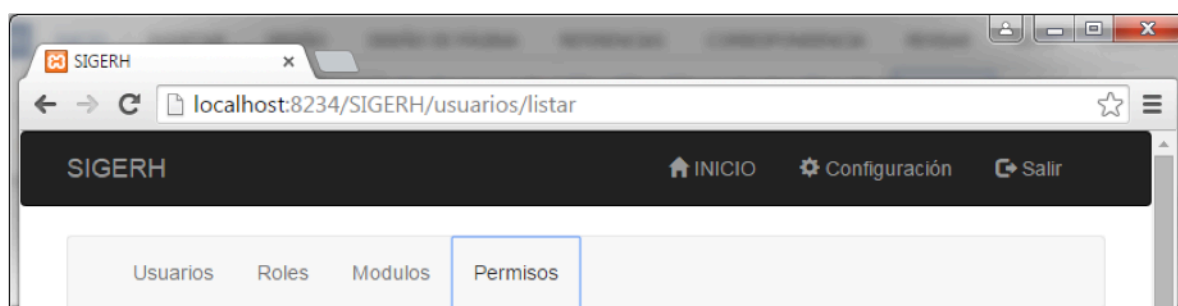 SIGERH
localhost:8234/SIGERH/usuarios/listar
SIGERH INICIO Configuración Salir
Usuarios Roles Modulos Permisos